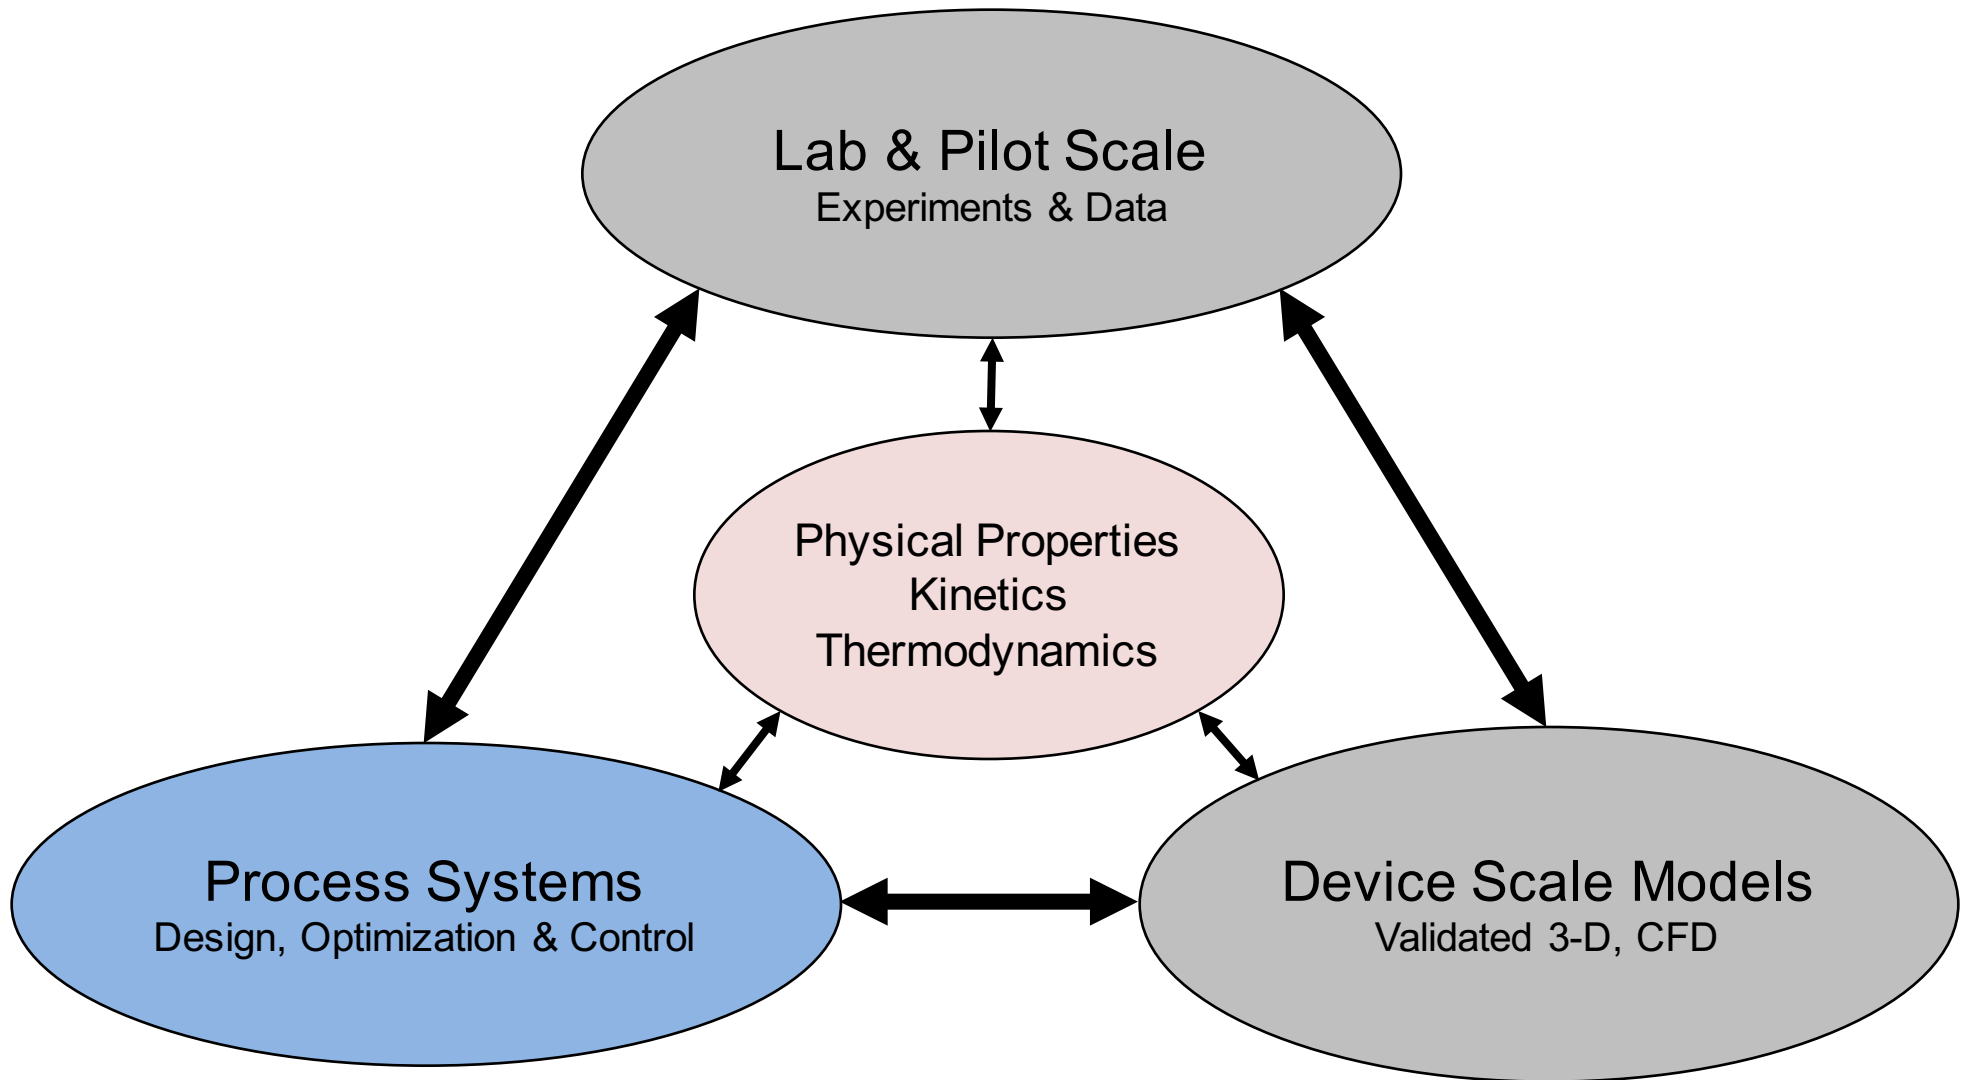 Lab & Pilot Scale
Experiments & Data
Physical Properties
Kinetics
Thermodynamics
Process Systems
Design, Optimization & Control
Device Scale Models
Validated 3-D, CFD